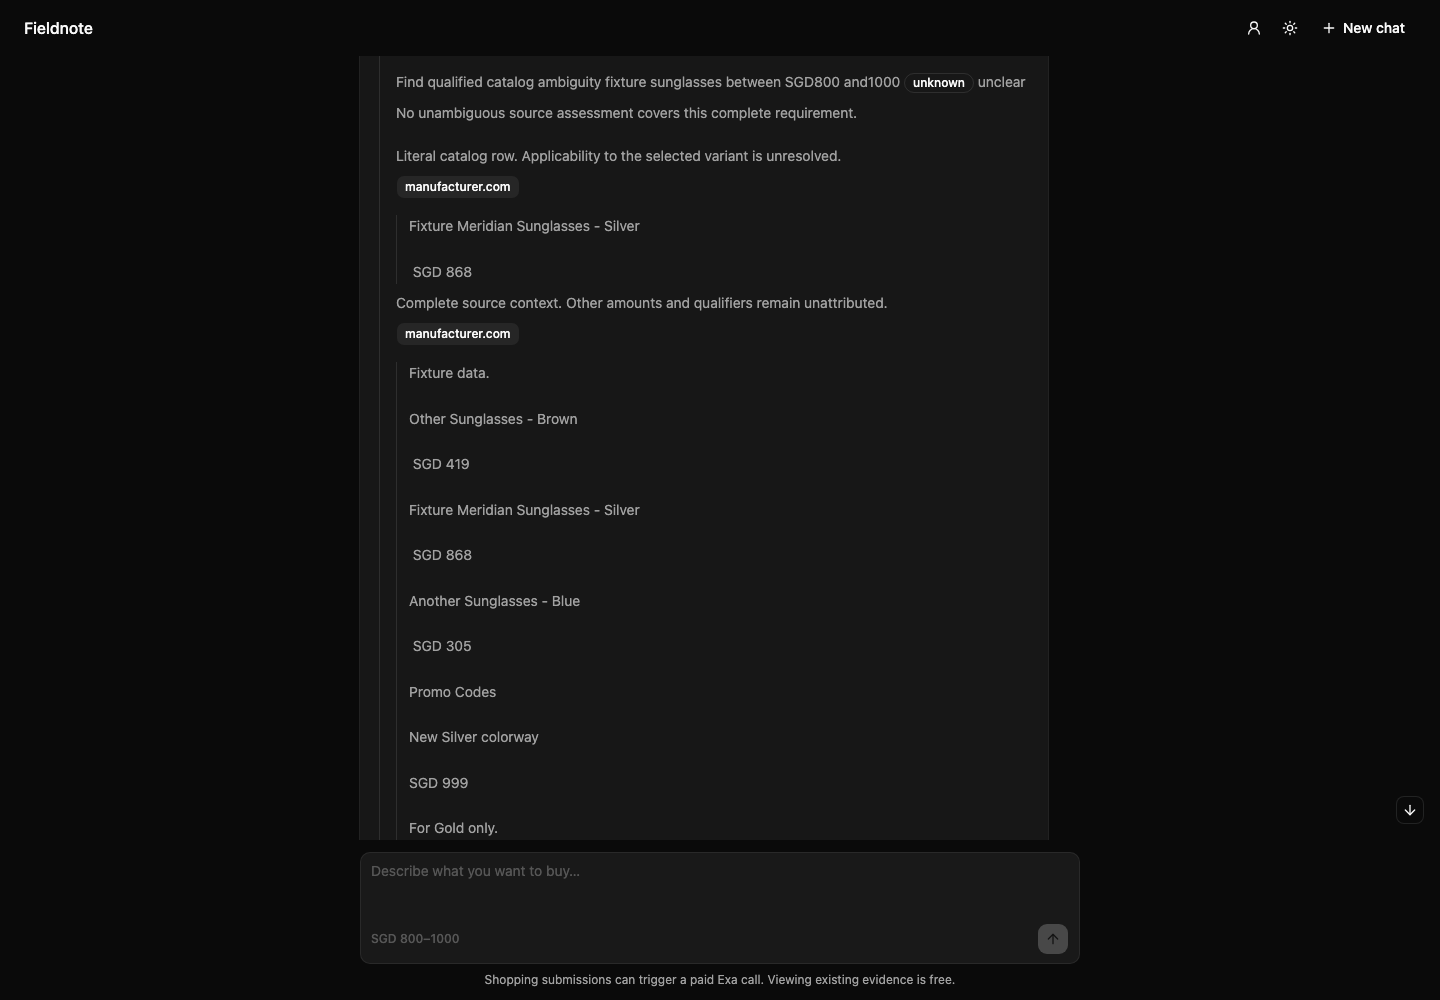 Fieldnote
New chat
Find qualified catalog ambiguity fixture sunglasses between SGD800 and1000 unknown unclear
No unambiguous source assessment covers this complete requirement.
Literal catalog row. Applicability to the selected variant is unresolved.
manufacturer.com
Fixture Meridian Sunglasses - Silver
SGD 868
Complete source context. Other amounts and qualifiers remain unattributed.
manufacturer.com
Fixture data.
Other Sunglasses - Brown
SGD 419
Fixture Meridian Sunglasses - Silver
SGD 868
Another Sunglasses - Blue
SGD 305
Promo Codes
New Silver colorway
SGD 999
For Gold only.
Describe what you want to buy...
SGD 800–1000
Shopping submissions can trigger a paid Exa call. Viewing existing evidence is free.